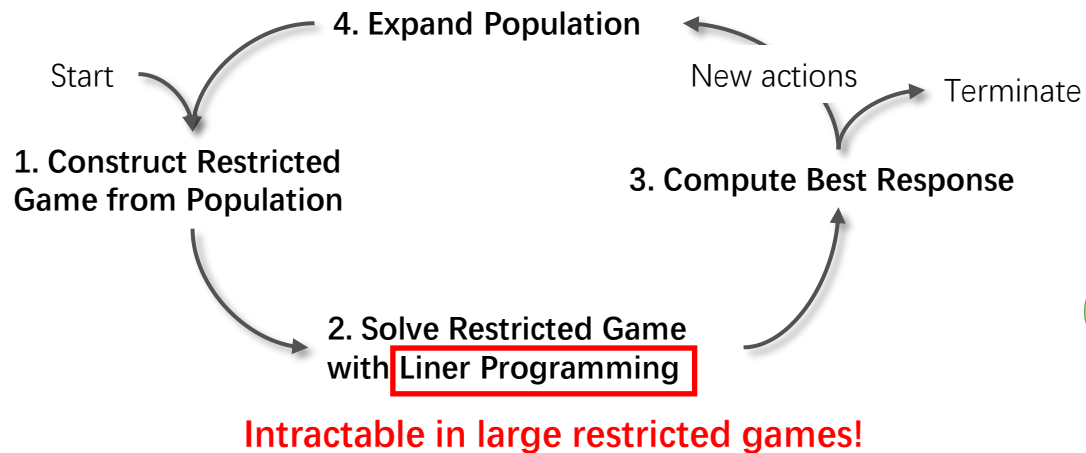 4. Expand Population
Start
New actions
Terminate
1. Construct Restricted
Game from Population
3. Compute Best Response
2. Solve Restricted Game
with Liner Programming
Intractable in large restricted games!